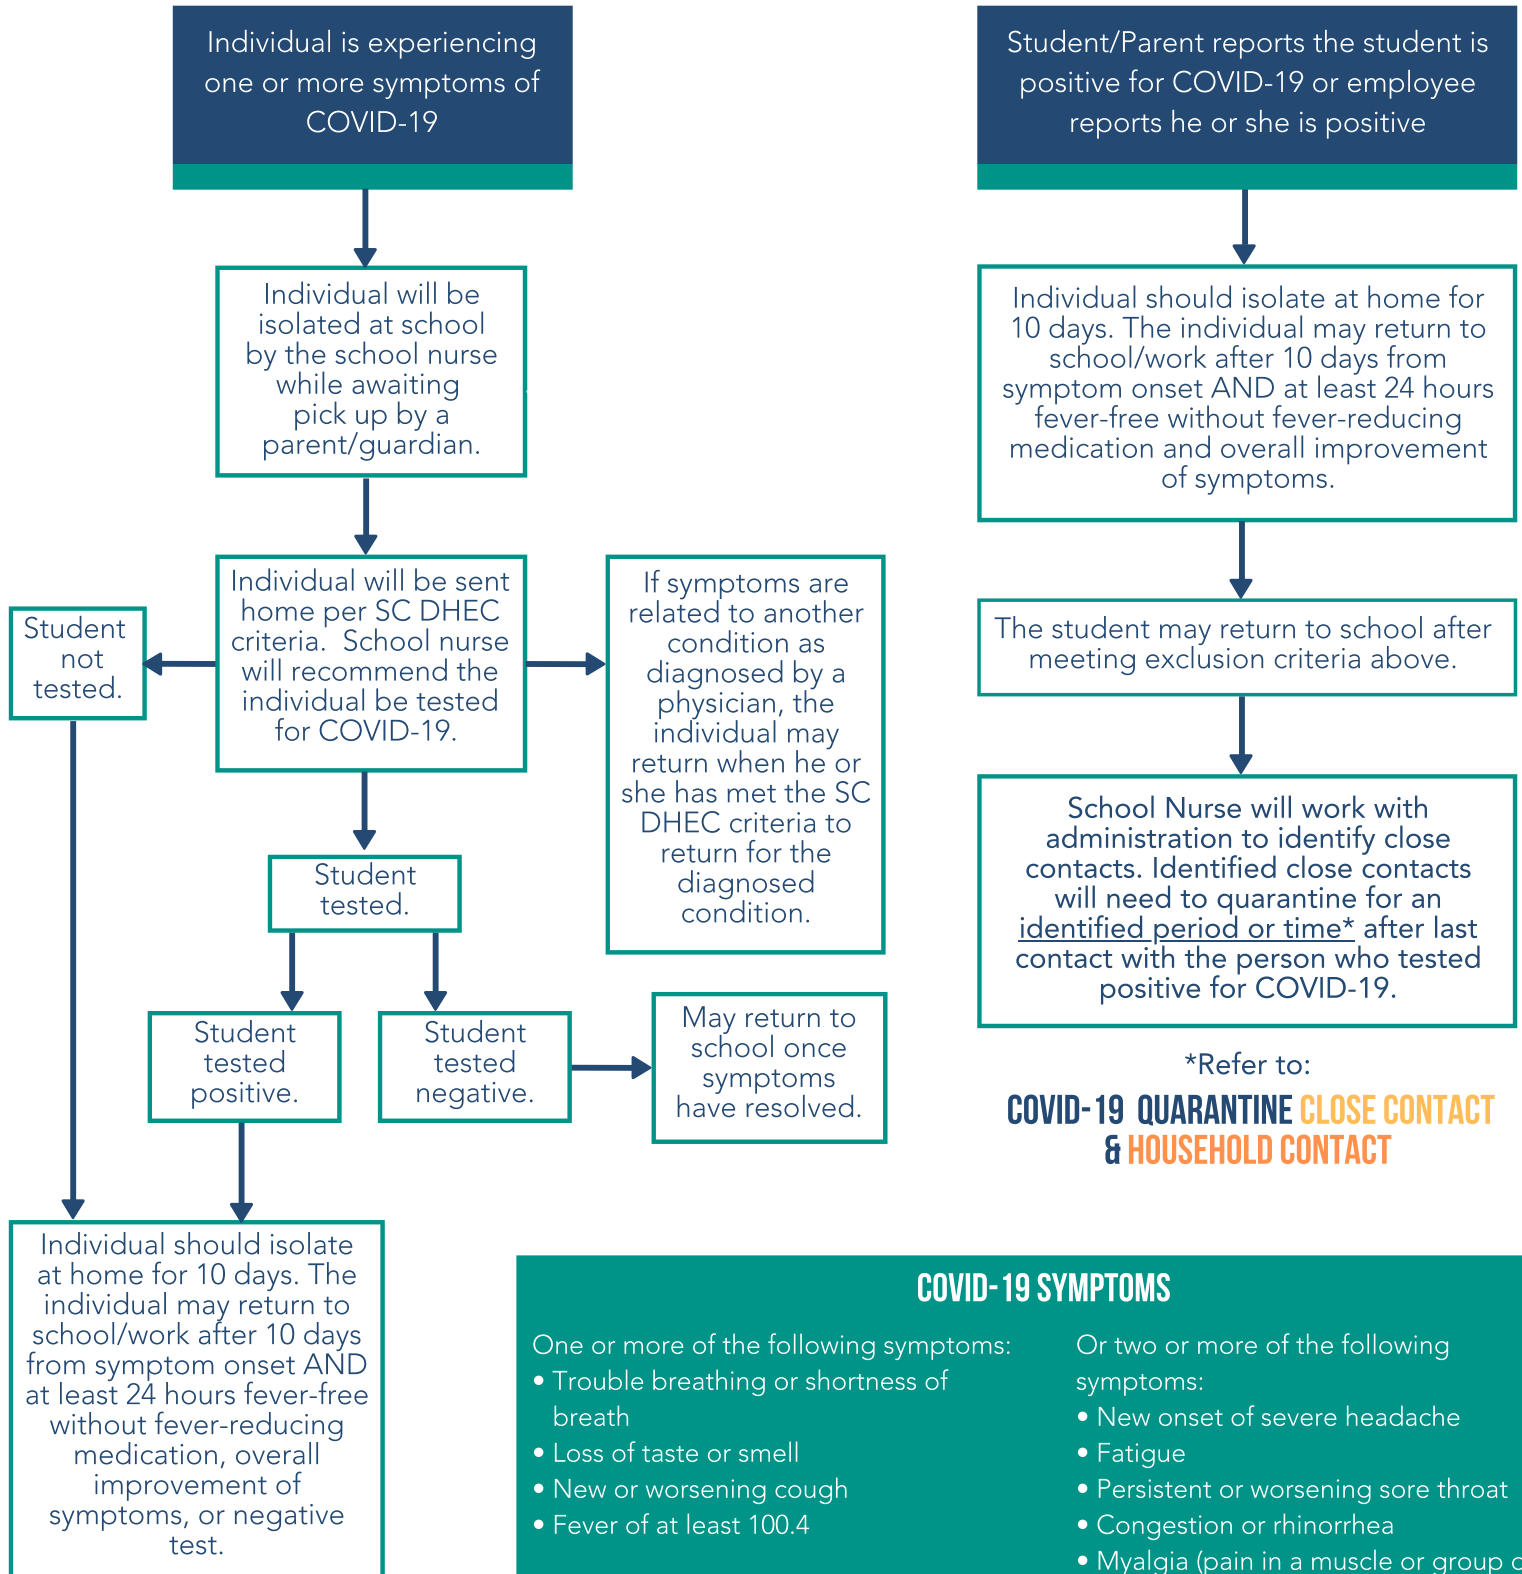 Individual is experiencing
one or more symptoms of
COVID-19
Individual will be
isolated at school
by the school nurse
while awaiting
pick up by a
parent/guardian.
Individual will be sent
home per SC DHEC
criteria. School nurse
will recommend the
individual be tested
for COVID-19.
Student
not
tested.
If symptoms are
related to another
condition as
diagnosed by a
physician, the
individual may
return when he or
she has met the SC
DHEC criteria to
return for the
diagnosed
condition.
Student
tested.
Student
tested
positive.
Student
tested
negative.
May return to
school once
symptoms
have resolved.
Individual should isolate
at home for 10 days. The
individual may return to
school/work after 10 days
from symptom onset AND
at least 24 hours fever-free
without fever-reducing
medication, overall
improvement of
symptoms, or negative
test.
Student/Parent reports the student is
positive for COVID-19 or employee
reports he or she is positive
Individual should isolate at home for
10 days. The individual may return to
school/work after 10 days from
symptom onset AND at least 24 hours
fever-free without fever-reducing
medication and overall improvement
of symptoms.
The student may return to school after
meeting exclusion criteria above.
School Nurse will work with
administration to identify close
contacts. Identified close contacts
will need to quarantine for an
identified period or time* after last
contact with the person who tested
positive for COVID-19.
*Refer to:
COVID-19 QUARANTINE CLOSE CONTACT
& HOUSEHOLD CONTACT
COVID-19 SYMPTOMS
One or more of the following symptoms:
• Trouble breathing or shortness of
breath
• Loss of taste or smell
• New or worsening cough
• Fever of at least 100.4
Or two or more of the following
symptoms:
• New onset of severe headache
• Fatigue
• Persistent or worsening sore throat
• Congestion or rhinorrhea
• Myalgia (pain in a muscle or group